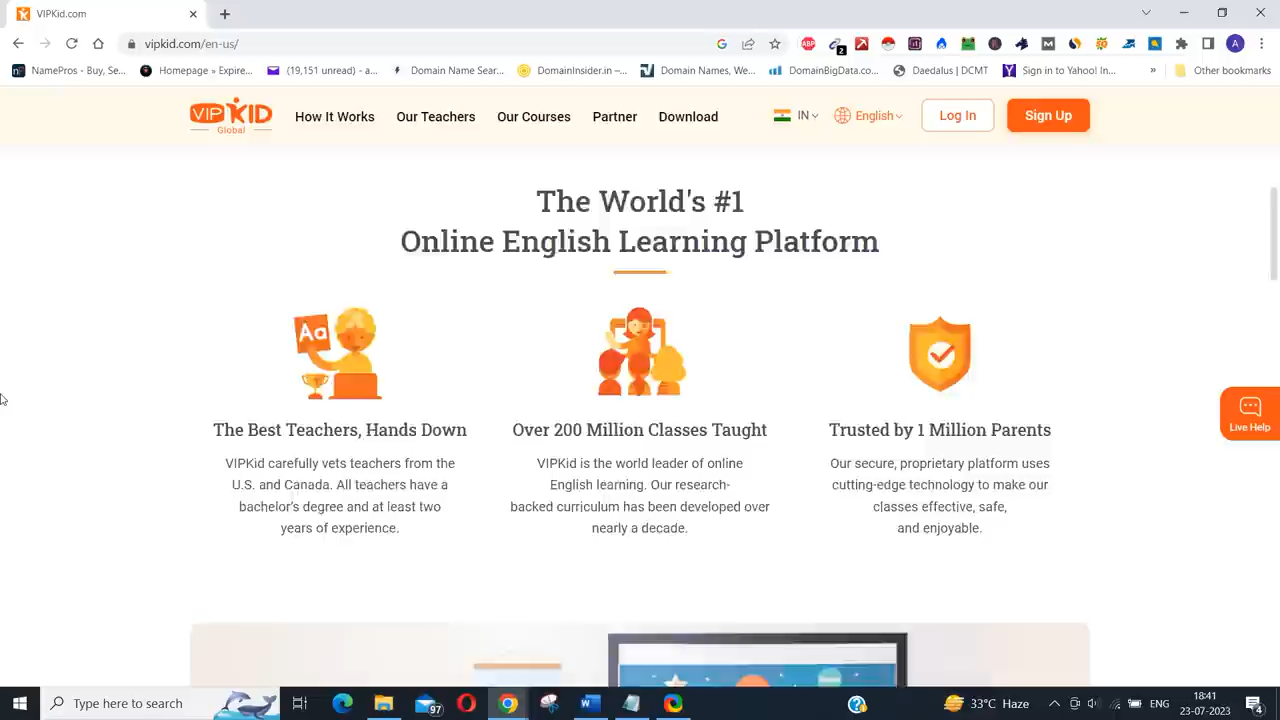 VIPKid.com
vipkid.com/en-us/
NamePros - Buy, Se...
Homepage » Expire...
(19,151 unread) - a...
Domain Name Sear...
DomainInsider.in –...
Domain Names, We...
DomainBigData.co...
Daedalus | DCMT
Sign in to Yahoo! In...
»
Other bookmarks
VIPKID
Global
How It Works
Our Teachers
Our Courses
Partner
Download
IN
English
Log In
Sign Up
The World's #1
Online English Learning Platform
Aa
The Best Teachers, Hands Down
VIPKid carefully vets teachers from the
U.S. and Canada. All teachers have a
bachelor's degree and at least two
years of experience.
Over 200 Million Classes Taught
VIPKid is the world leader of online
English learning. Our research-
backed curriculum has been developed over
nearly a decade.
Trusted by 1 Million Parents
Our secure, proprietary platform uses
cutting-edge technology to make our
classes effective, safe,
and enjoyable.
Live Help
Type here to search
97
33°C Haze
ENG
18:41
23-07-2023
4